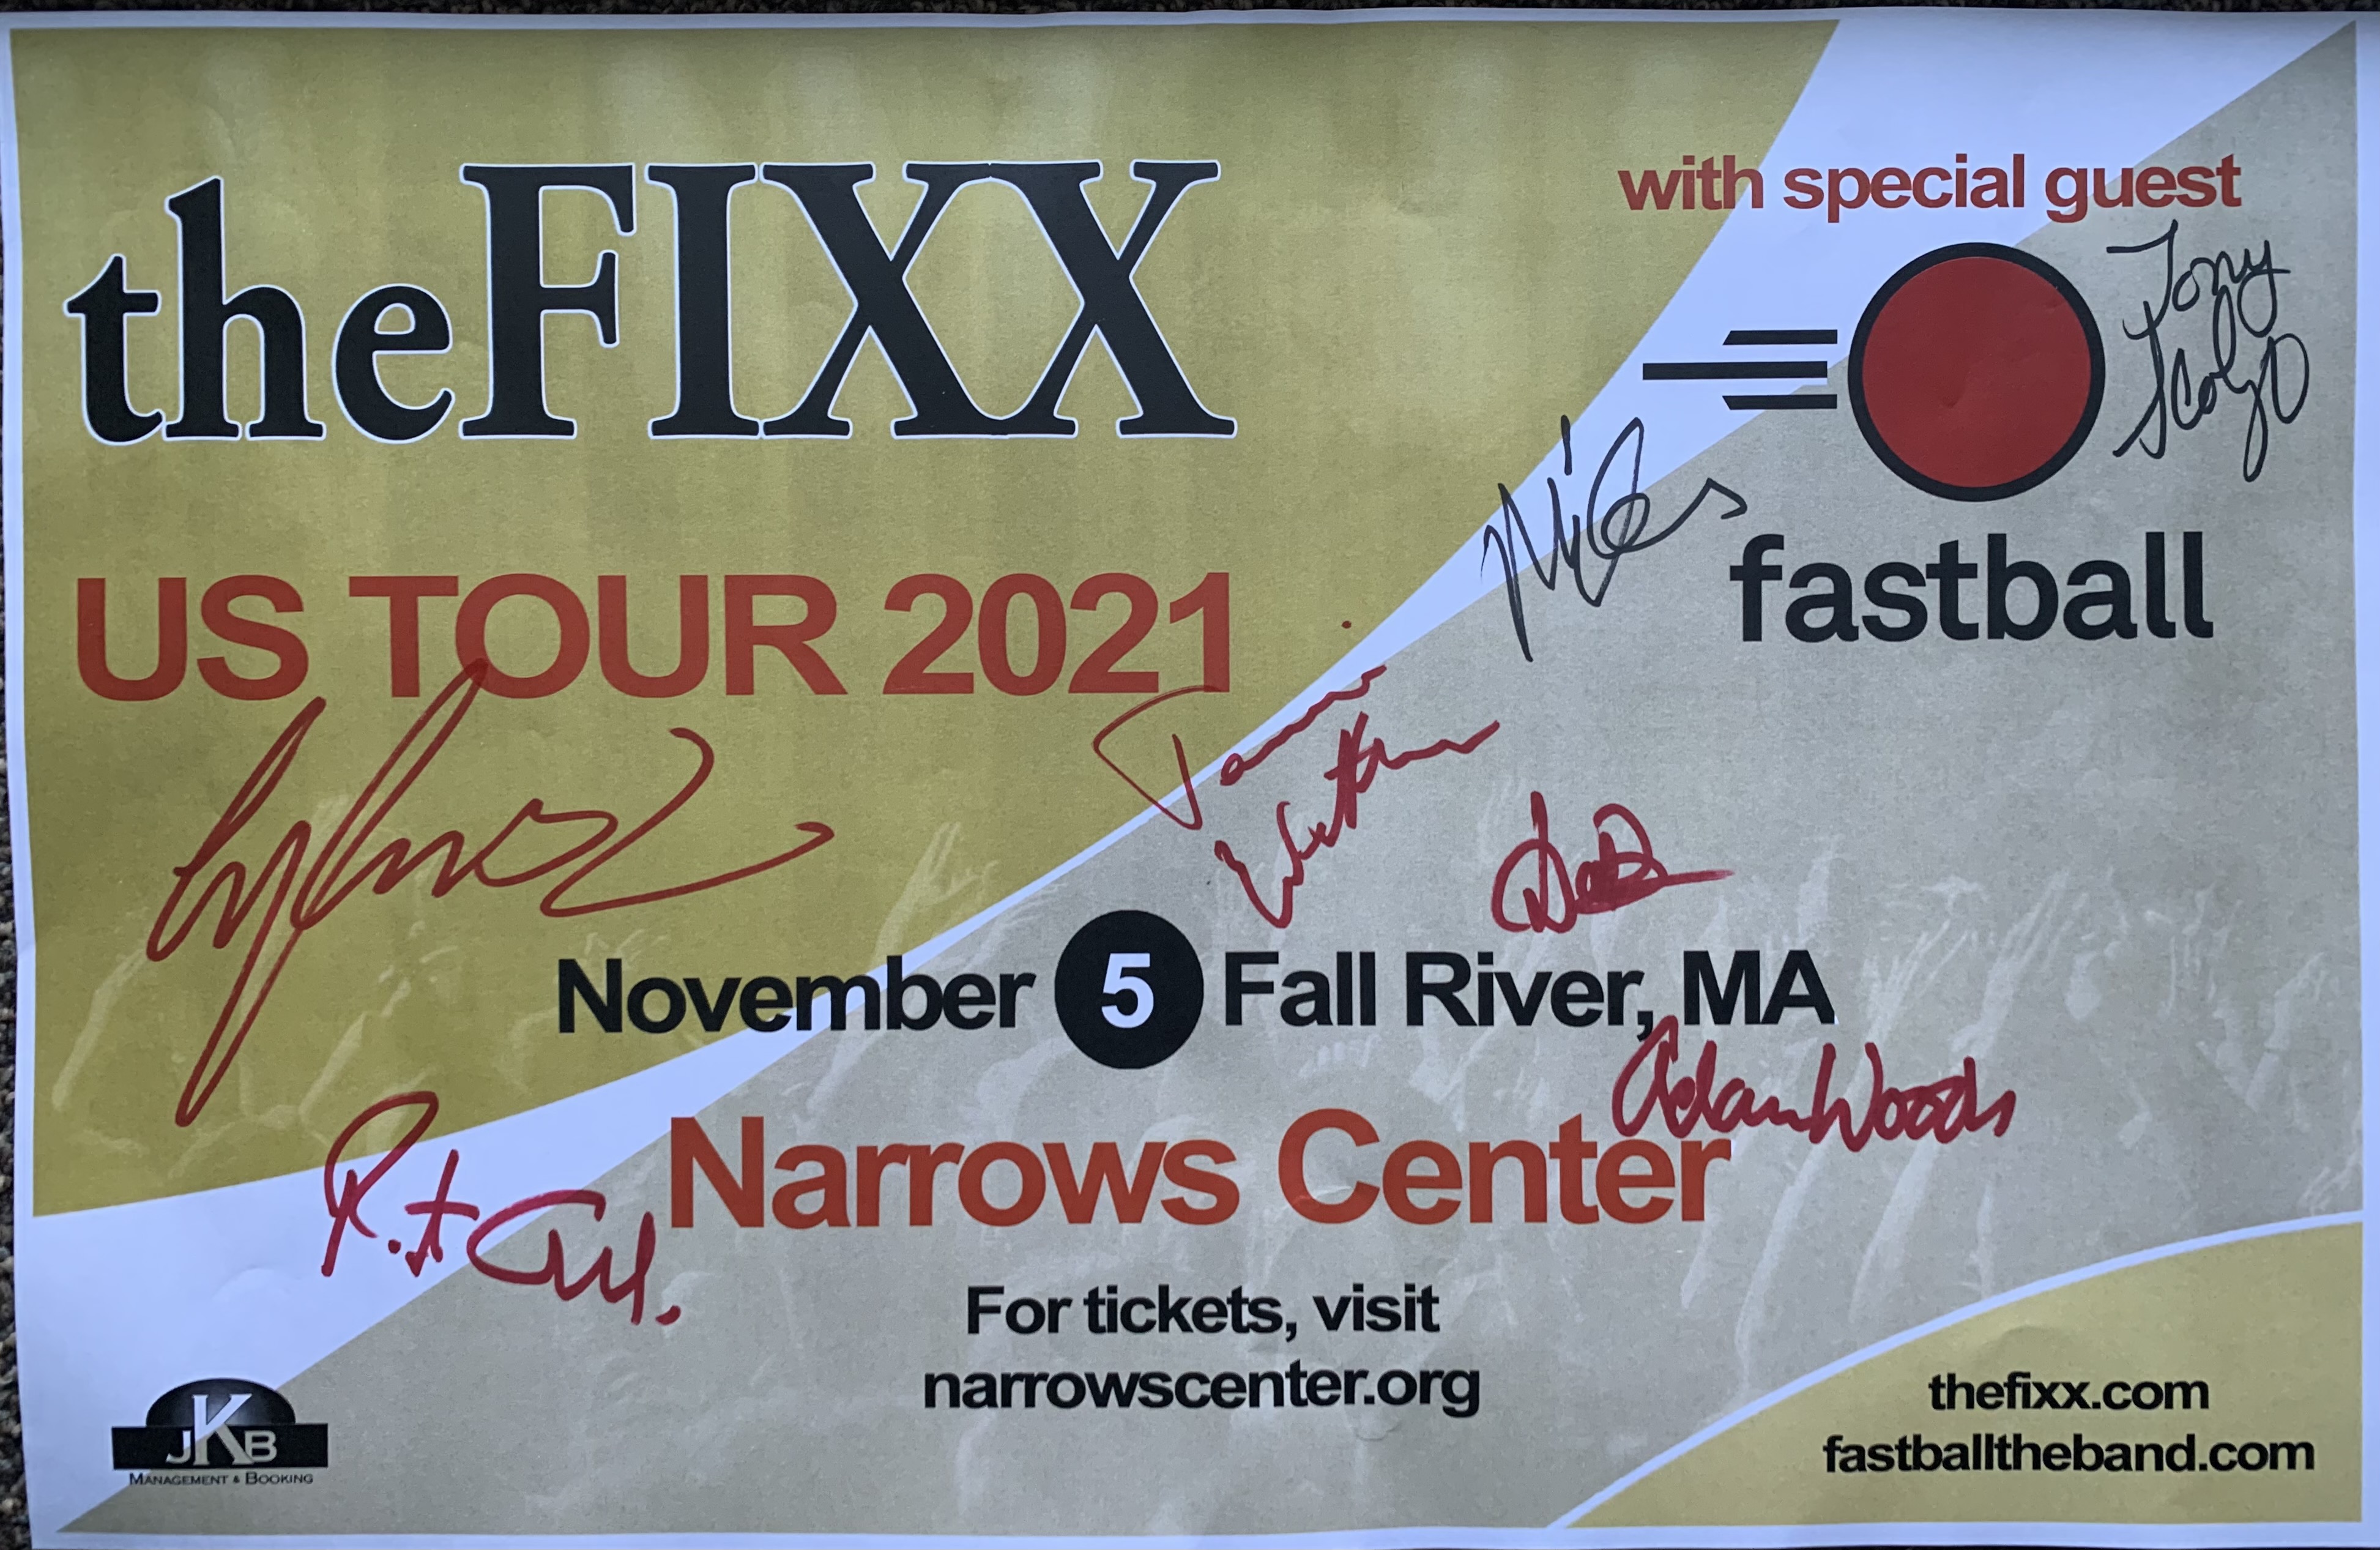 theFIXX
US TOUR 2021
with special guest
Tony
Scalzo
fastball
Miles
November 5 Fall River, MA
Adam Woods
Narrows Center
For tickets, visit
narrowscenter.org
JKB
MANAGEMENT & BOOKING
thefixx.com
fastballtheband.com